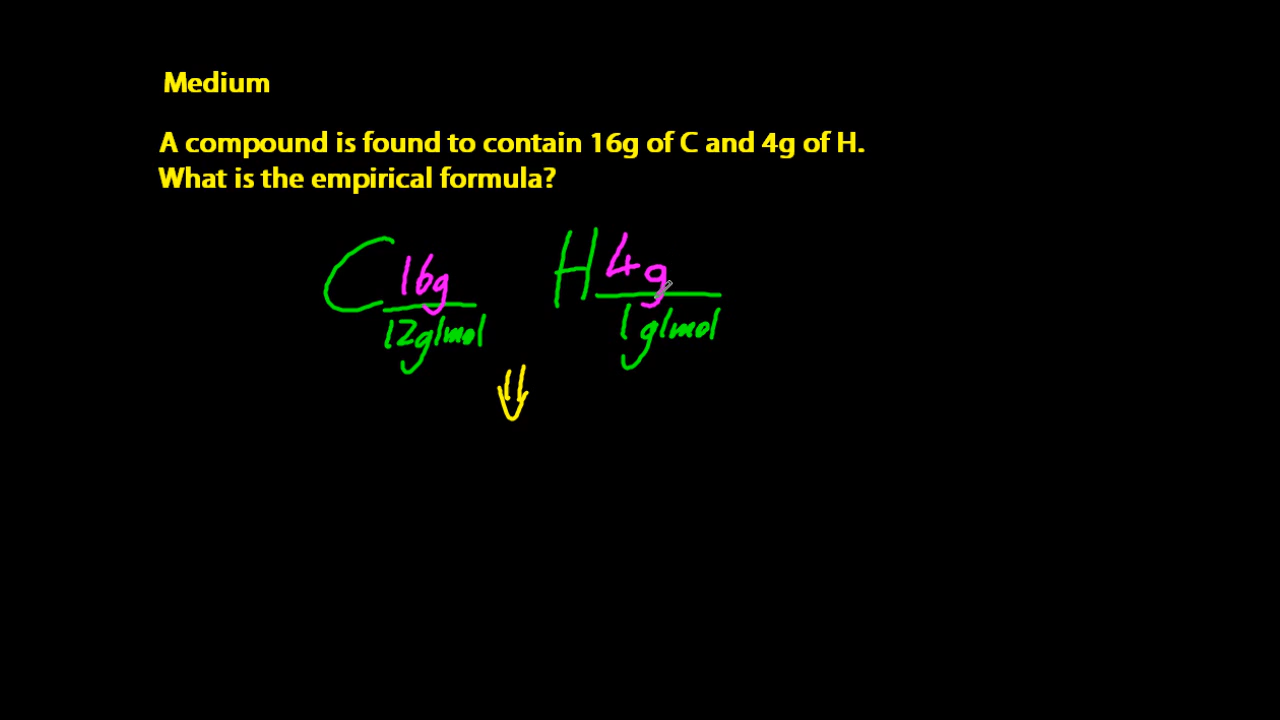 Medium
A compound is found to contain 16g of C and 4g of H.
What is the empirical formula?
C 16g H 4g
12g/mol 1g/mol